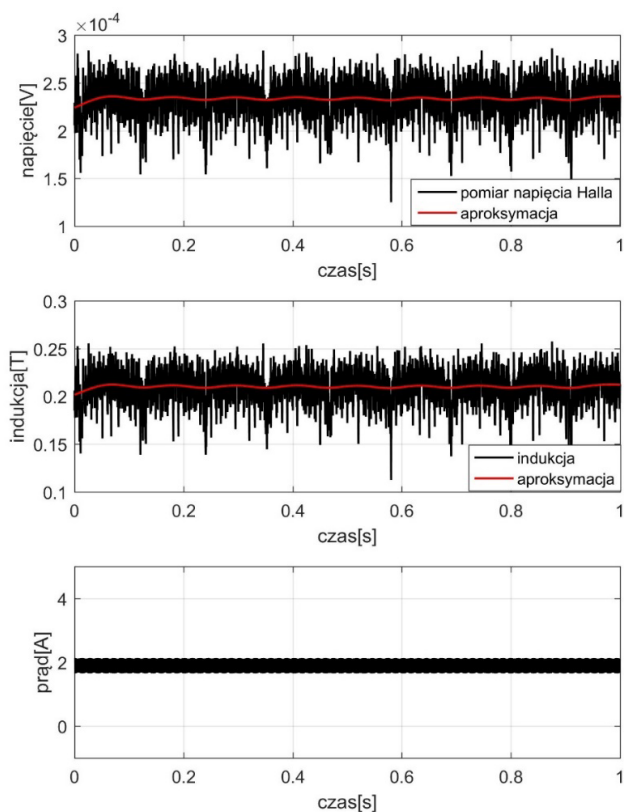 ×10⁻⁴
3
2.5
2
1.5
1
napięcie[V]
pomiar napięcia Halla
aproksymacja
0 0.2 0.4 0.6 0.8 1
czas[s]
0.3
0.25
0.2
0.15
0.1
indukcja[T]
indukcja
aproksymacja
0 0.2 0.4 0.6 0.8 1
czas[s]
4
2
0
prąd[A]
0 0.2 0.4 0.6 0.8 1
czas[s]